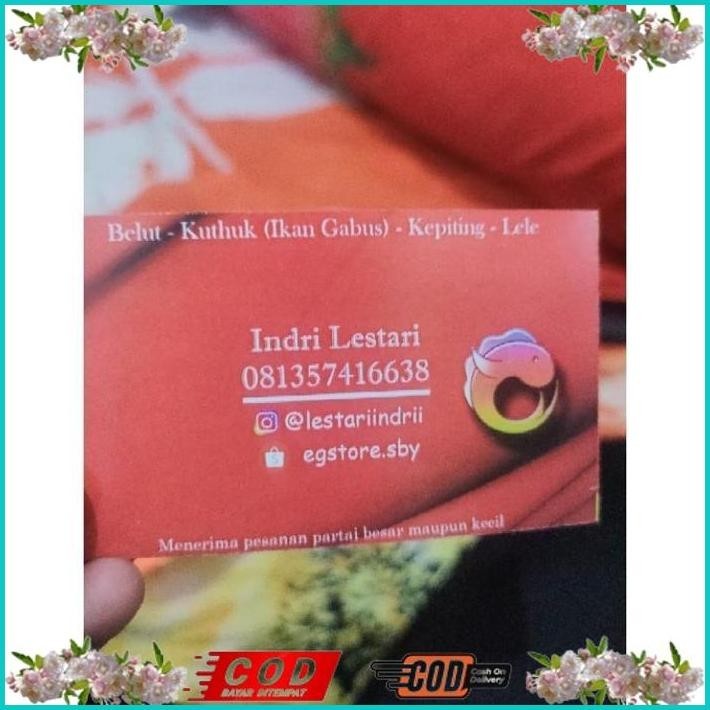 Belut - Kuthuk (Ikan Gabus) - Kepiting - Lele
Indri Lestari
081357416638
@lestariindrii
egstore.sby
Menerima pesanan partai besar maupun kecil
COD
BAYAR DITEMPAT
COD
Cash On
Delivery